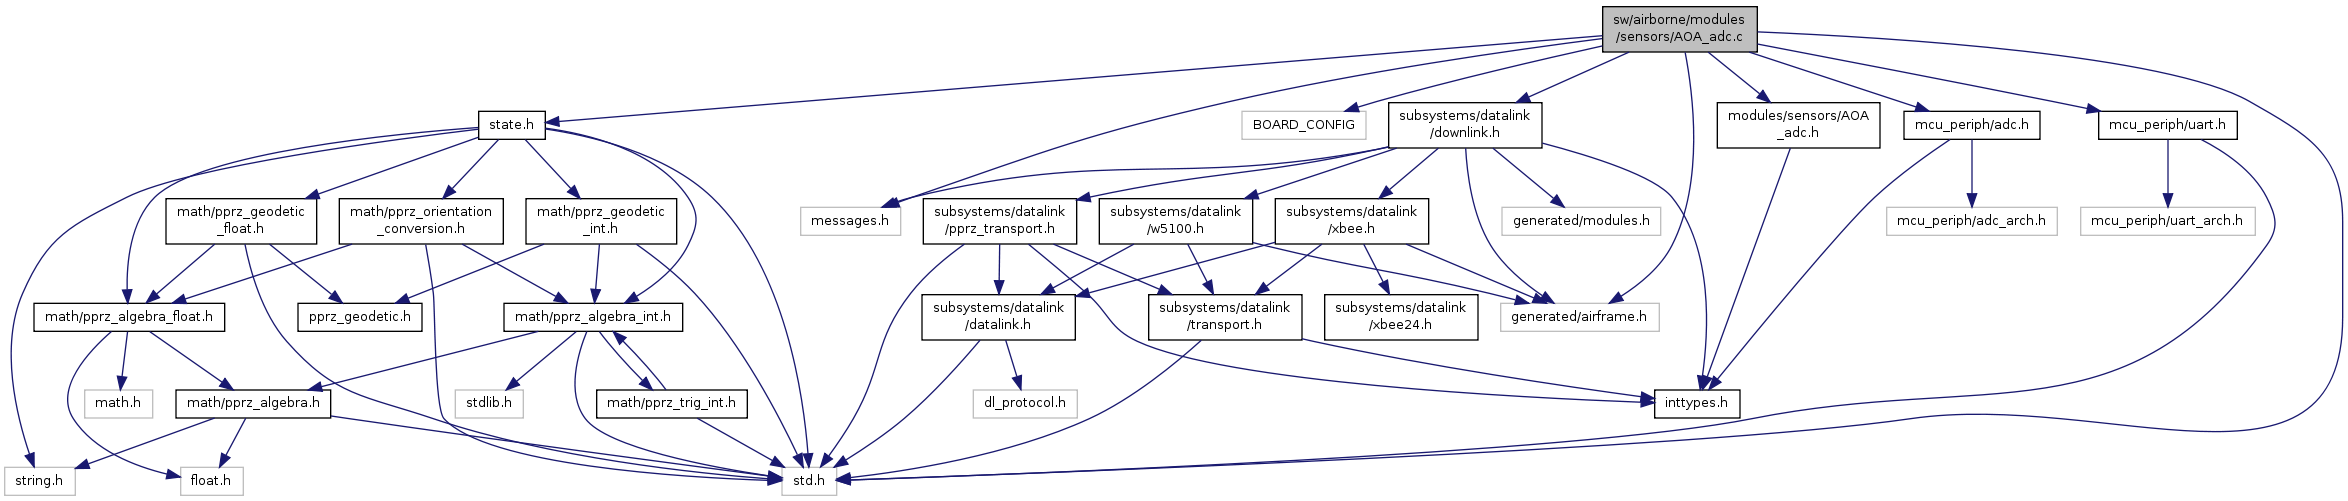 sw/airborne/modules
/sensors/AOA_adc.c
state.h
BOARD_CONFIG
subsystems/datalink
/downlink.h
modules/sensors/AOA
_adc.h
mcu_periph/adc.h
mcu_periph/uart.h
math/pprz_geodetic
_float.h
math/pprz_orientation
_conversion.h
math/pprz_geodetic
_int.h
messages.h
subsystems/datalink
/pprz_transport.h
subsystems/datalink
/w5100.h
subsystems/datalink
/xbee.h
generated/modules.h
mcu_periph/adc_arch.h
mcu_periph/uart_arch.h
math/pprz_algebra_float.h
pprz_geodetic.h
math/pprz_algebra_int.h
subsystems/datalink
/datalink.h
subsystems/datalink
/transport.h
subsystems/datalink
/xbee24.h
generated/airframe.h
math.h
math/pprz_algebra.h
stdlib.h
math/pprz_trig_int.h
dl_protocol.h
inttypes.h
string.h
float.h
std.h